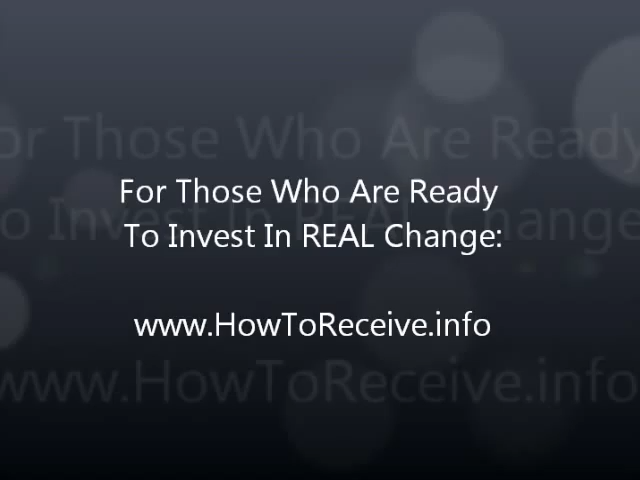 For Those Who Are Ready
To Invest In REAL Change:
www.HowToReceive.info